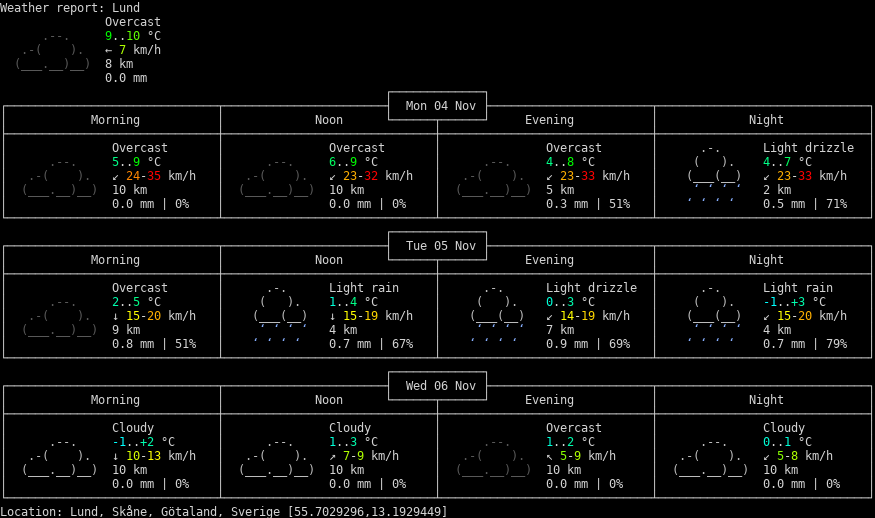 Weather report: Lund
Overcast
9..10 °C
← 7 km/h
8 km
0.0 mm
Mon 04 Nov
Morning Noon Evening Night
Overcast Overcast Overcast Light drizzle
5..9 °C 6..9 °C 4..8 °C 4..7 °C
↙ 24-35 km/h ↙ 23-32 km/h ↙ 23-33 km/h ↙ 23-33 km/h
10 km 10 km 5 km 2 km
0.0 mm | 0% 0.0 mm | 0% 0.3 mm | 51% 0.5 mm | 71%
Tue 05 Nov
Morning Noon Evening Night
Overcast Light rain Light drizzle Light rain
2..5 °C 1..4 °C 0..3 °C -1..+3 °C
↓ 15-20 km/h ↓ 15-19 km/h ↙ 14-19 km/h ↙ 15-20 km/h
9 km 4 km 7 km 4 km
0.8 mm | 51% 0.7 mm | 67% 0.9 mm | 69% 0.7 mm | 79%
Wed 06 Nov
Morning Noon Evening Night
Cloudy Cloudy Overcast Cloudy
-1..+2 °C 1..3 °C 1..2 °C 0..1 °C
↓ 10-13 km/h ↗ 7-9 km/h ↖ 5-9 km/h ↙ 5-8 km/h
10 km 10 km 10 km 10 km
0.0 mm | 0% 0.0 mm | 0% 0.0 mm | 0% 0.0 mm | 0%
Location: Lund, Skåne, Götaland, Sverige [55.7029296,13.1929449]